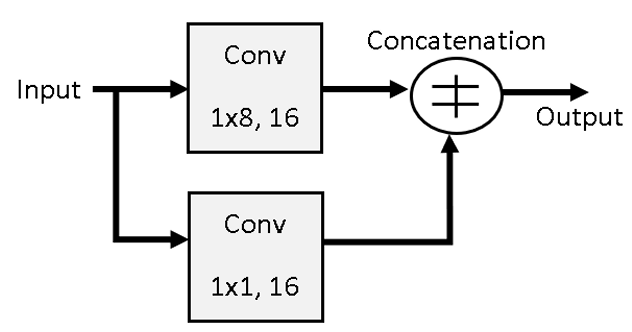 Input
Conv
1x8, 16
Concatenation
Output
Conv
1x1, 16